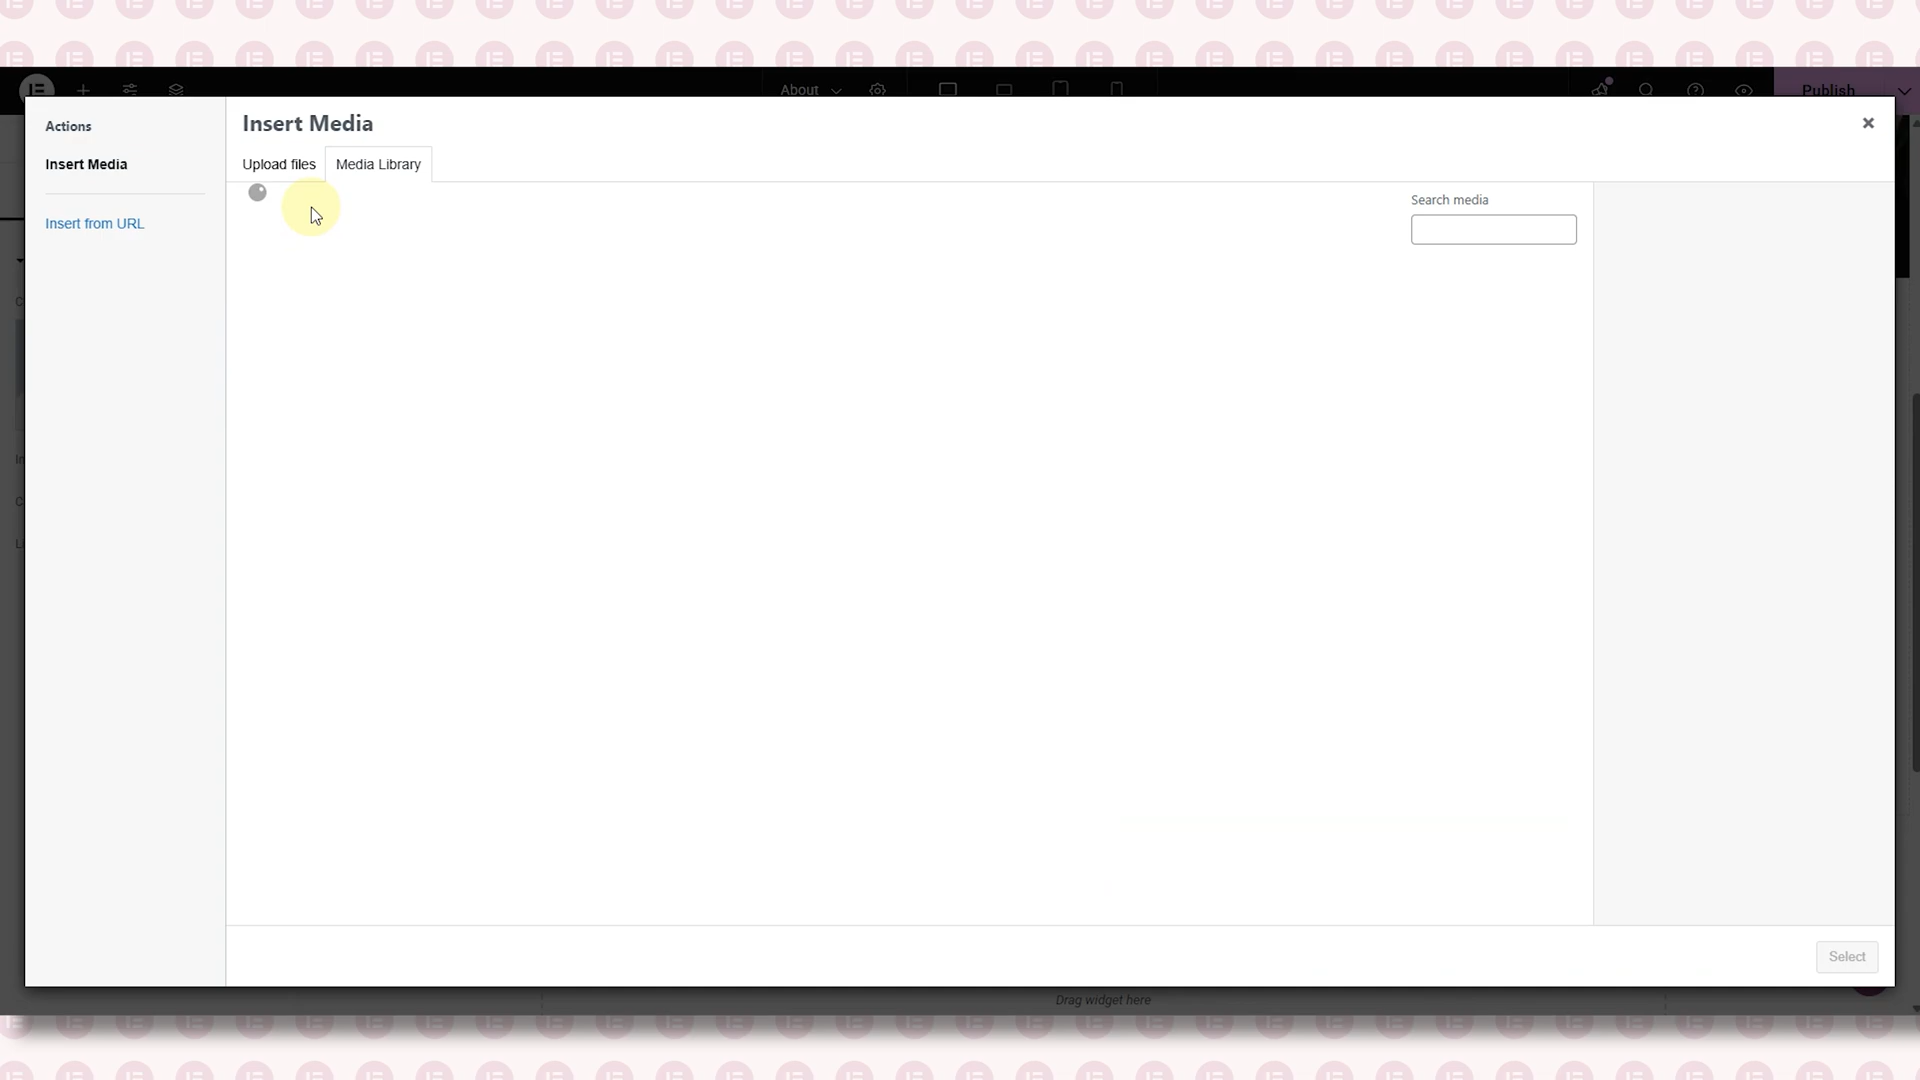 About
Publish
Actions
Insert Media
Insert from URL
Insert Media
Upload files
Media Library
Search media
Select
Drag widget here